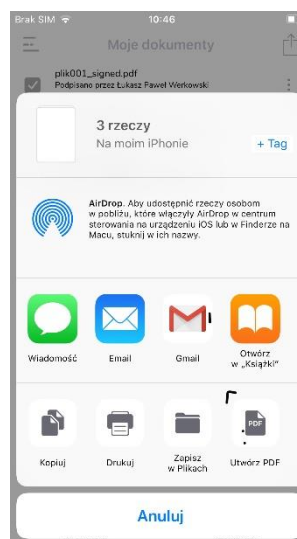 Brak SIM 10:46
Moje dokumenty
plik001_signed.pdf
Podpisano przez Łukasz Paweł Werkowski
3 rzeczy
Na moim iPhonie
+ Tag
AirDrop. Aby udostępnić rzeczy osobom
w pobliżu, które włączyły AirDrop w centrum
sterowania na urządzeniu iOS lub w Finderze na
Macu, stuknij w ich nazwy.
Wiadomość
Email
Gmail
Otwórz
w „Książki”
PDF
Kopiuj
Drukuj
Zapisz
w Plikach
Utwórz PDF
Anuluj